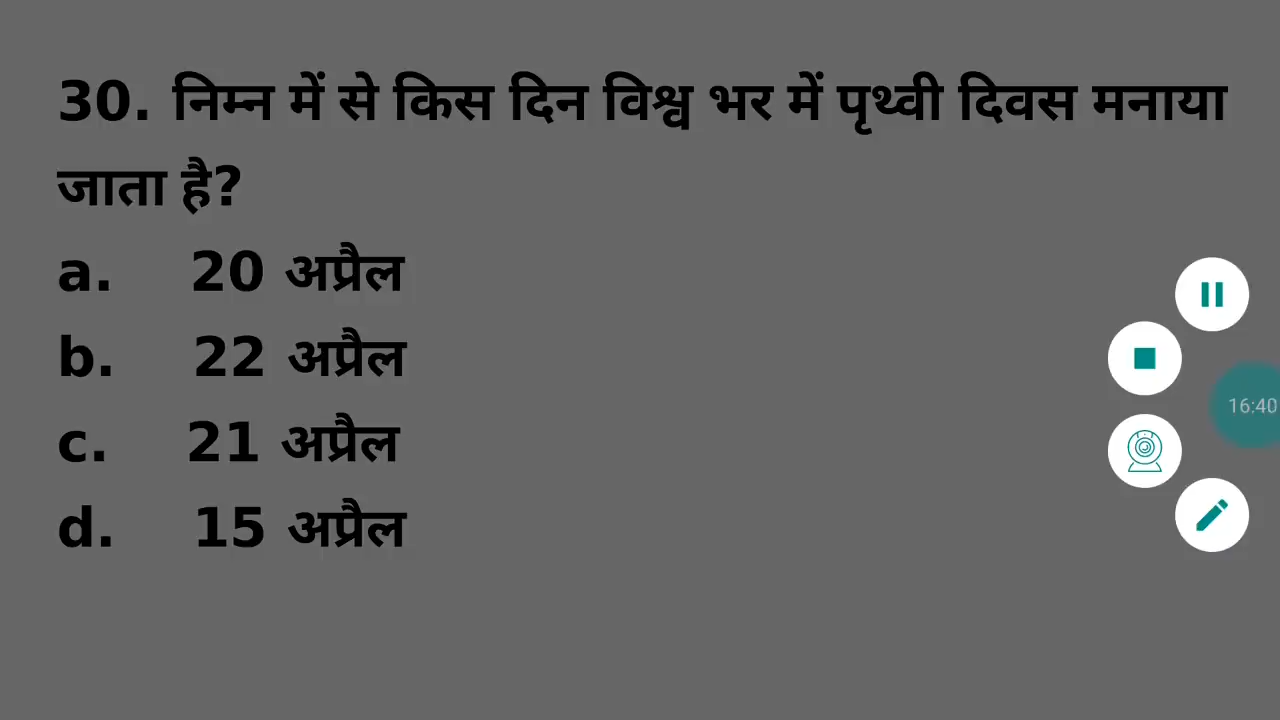 30. निम्न में से किस दिन विश्व भर में पृथ्वी दिवस मनाया
जाता है?
a. 20 अप्रैल
b. 22 अप्रैल
c. 21 अप्रैल
d. 15 अप्रैल
16:40